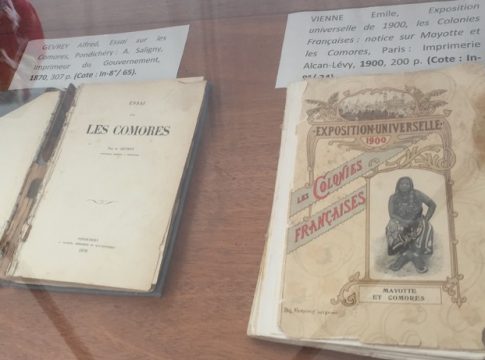 GEVREY Alfred, Essai sur les
Comores, Pondichéry : A. Saligny,
Imprimeur du Gouvernement,
1870, 307 p. (Cote : In-8°/ 65).
ESSAI
LES COMORES
PONDICHÉRY
1870
VIENNE Emile, Exposition
universelle de 1900, les Colonies
Françaises : notice sur Mayotte et
les Comores, Paris : Imprimerie
Alcan-Lévy, 1900, 200 p. (Cote : In-
EXPOSITION UNIVERSELLE
1900
LES COLONIES
FRANÇAISES
MAYOTTE
ET COMORES